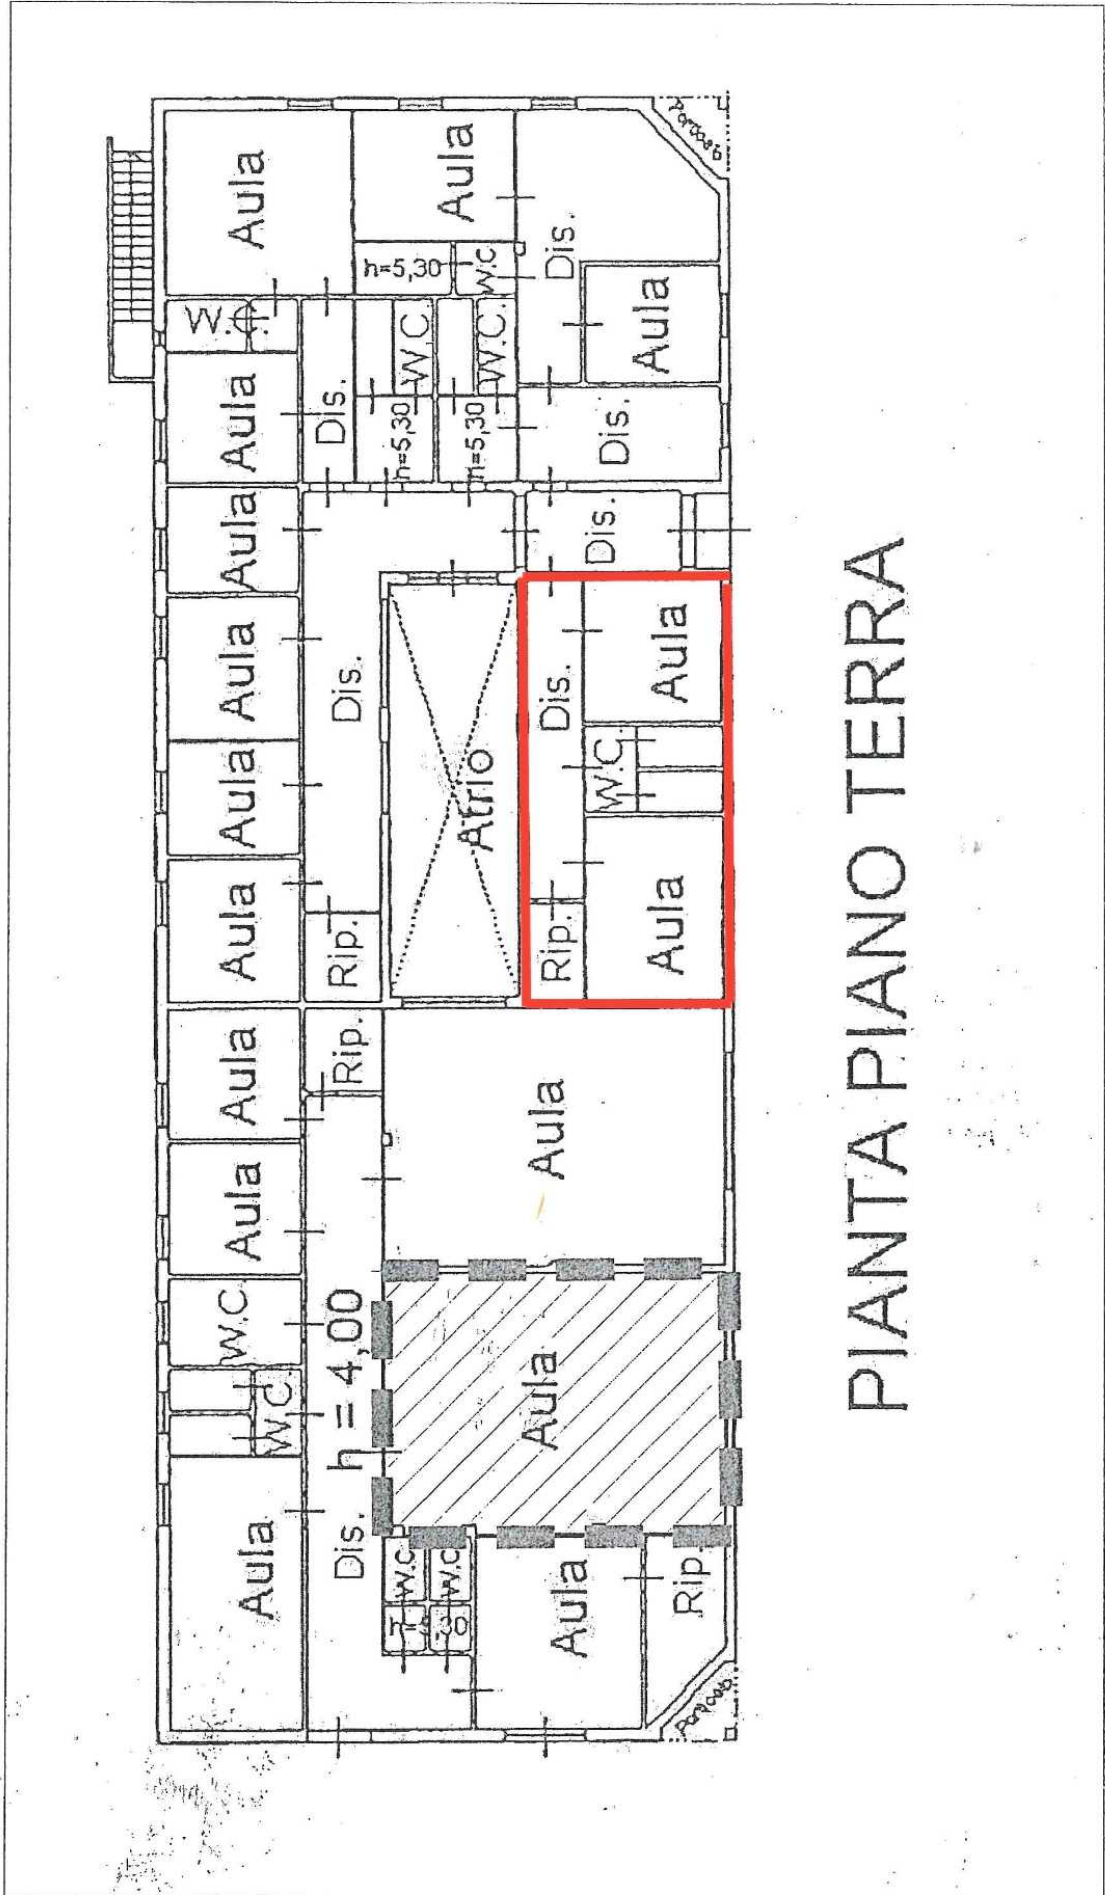 Aula
W.C.
W.C.
Aula
Aula
Aula
Aula
Aula
Aula
Aula
W.C.
Aula
Dis.
h = 4,00
Rip.
Rip.
Dis.
Dis.
W.C
W.C
Atrio
h=5,30
W.C.
h=5,30
W.C.
h=5,30
W.C
Aula
Aula
Aula
Aula
Rip.
Dis.
Dis.
Dis.
Dis.
Rip.
Aula
W.C.
Aula
Aula
PIANTA PIANO TERRA